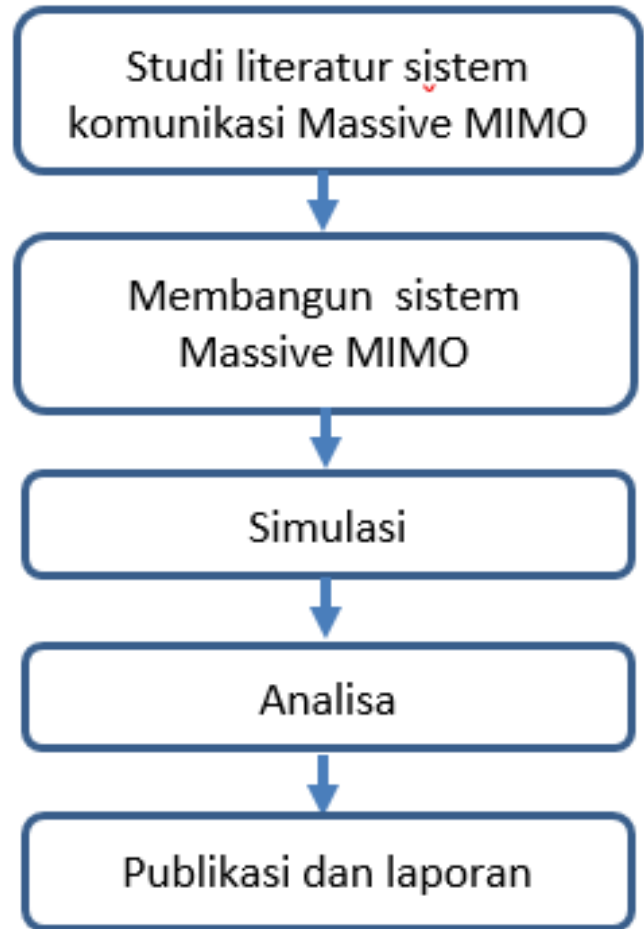 Studi literatur sistem
komunikasi Massive MIMO
Membangun sistem
Massive MIMO
Simulasi
Analisa
Publikasi dan laporan